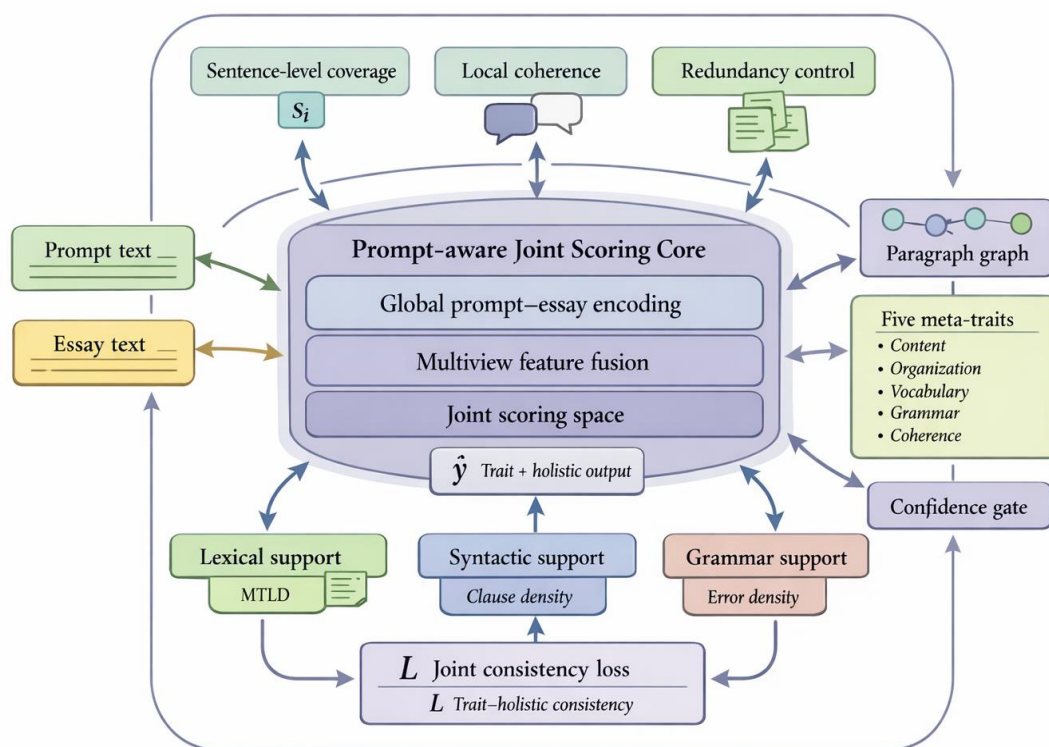 Sentence-level coverage
S_i
Local coherence
Redundancy control
Prompt text
Essay text
Prompt-aware Joint Scoring Core
Global prompt–essay encoding
Multiview feature fusion
Joint scoring space
ŷ Trait + holistic output
Paragraph graph
Five meta-traits
• Content
• Organization
• Vocabulary
• Grammar
• Coherence
Confidence gate
Lexical support
MTLD
Syntactic support
Clause density
Grammar support
Error density
L Joint consistency loss
L Trait–holistic consistency